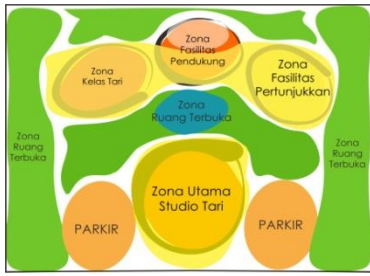 Zona
Fasilitas
Pendukung
Zona
Kelas Tari
Zona
Fasilitas
Pertunjukkan
Zona
Ruang Terbuka
Zona
Ruang
Terbuka
Zona Utama
Studio Tari
Zona
Ruang
Terbuka
PARKIR
PARKIR